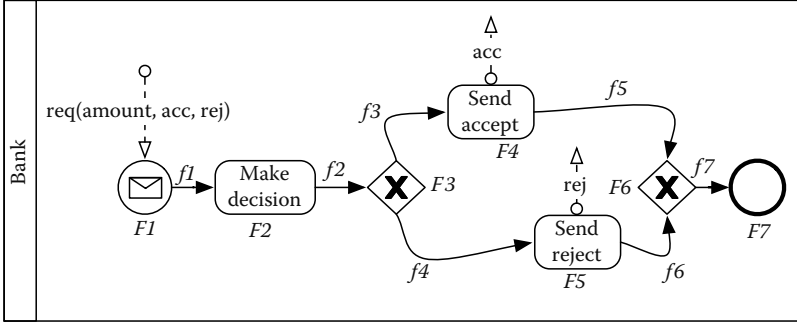 Bank
req(amount, acc, rej)
F1
f1
Make
decision
F2
f2
F3
f3
f4
acc
Send
accept
F4
f5
rej
Send
reject
F5
f6
F6
f7
F7